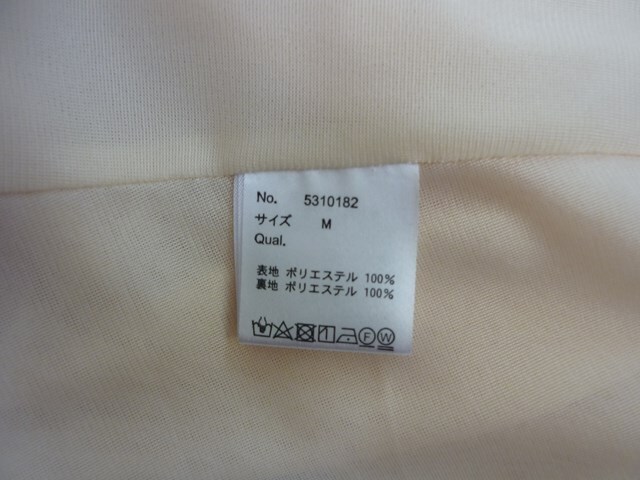 No. 5310182
サイズ M
Qual.
表地 ポリエステル 100%
裏地 ポリエステル 100%
F W